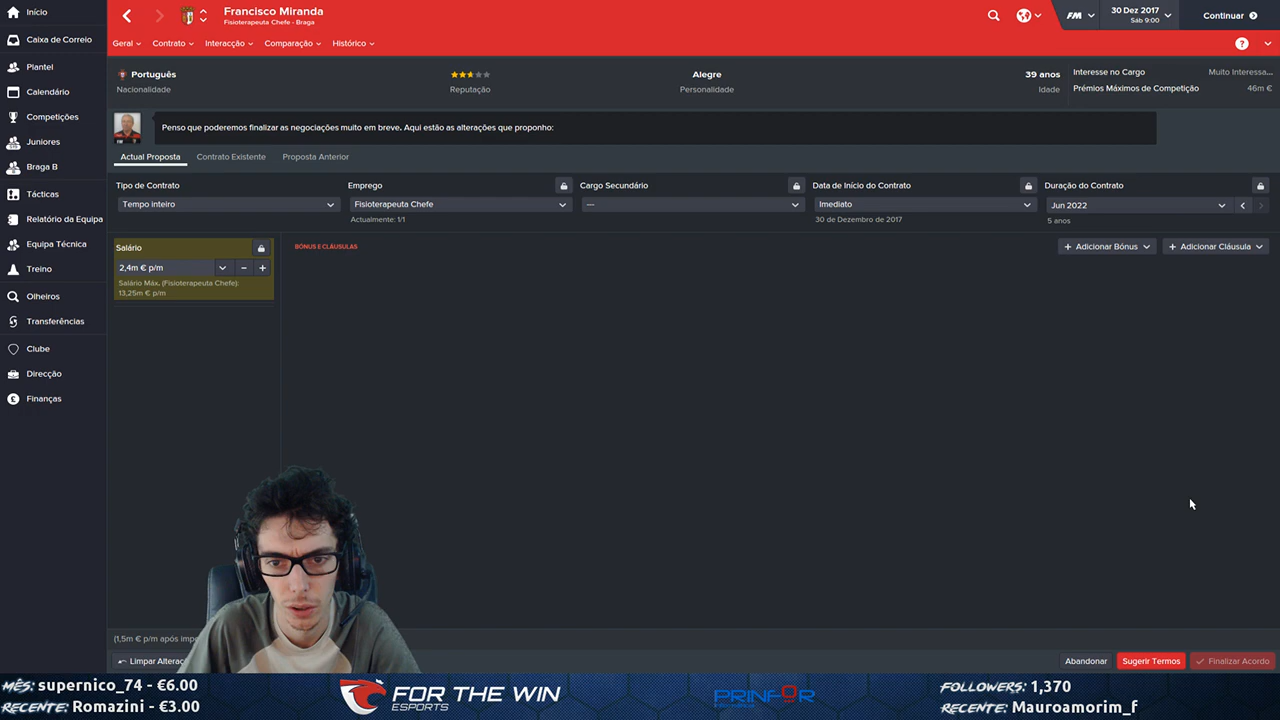 Início
Caixa de Correio
Plantel
Calendário
Competições
Juniores
Braga B
Tácticas
Relatório da Equipa
Equipa Técnica
Treino
Olheiros
Transferências
Clube
Direcção
Finanças
Francisco Miranda
Fisioterapeuta Chefe - Braga
FM
30 Dez 2017
Sáb 9:00
Continuar
Geral
Contrato
Interacção
Comparação
Histórico
?
Português
Nacionalidade
Reputação
Alegre
Personalidade
39 anos
Idade
Interesse no Cargo Muito Interessa...
Prémios Máximos de Competição 46m €
Penso que poderemos finalizar as negociações muito em breve. Aqui estão as alterações que proponho:
Actual Proposta Contrato Existente Proposta Anterior
Tipo de Contrato
Tempo inteiro
Emprego
Fisioterapeuta Chefe
Actualmente: 1/1
Cargo Secundário
—
Data de Início do Contrato
Imediato
30 de Dezembro de 2017
Duração do Contrato
Jun 2022
5 anos
Salário
2,4m € p/m
Salário Máx. (Fisioterapeuta Chefe):
13,25m € p/m
BÓNUS E CLÁUSULAS
+ Adicionar Bónus
+ Adicionar Cláusula
(1,5m € p/m após impo
Limpar Alteraç
Abandonar
Sugerir Termos
Finalizar Acordo
MÊS: supernico_74 - €6.00
RECENTE: Romazini - €3.00
FOR THE WIN
ESPORTS
PRINFOR
FOLLOWERS: 1,370
RECENTE: Mauroamorim_f